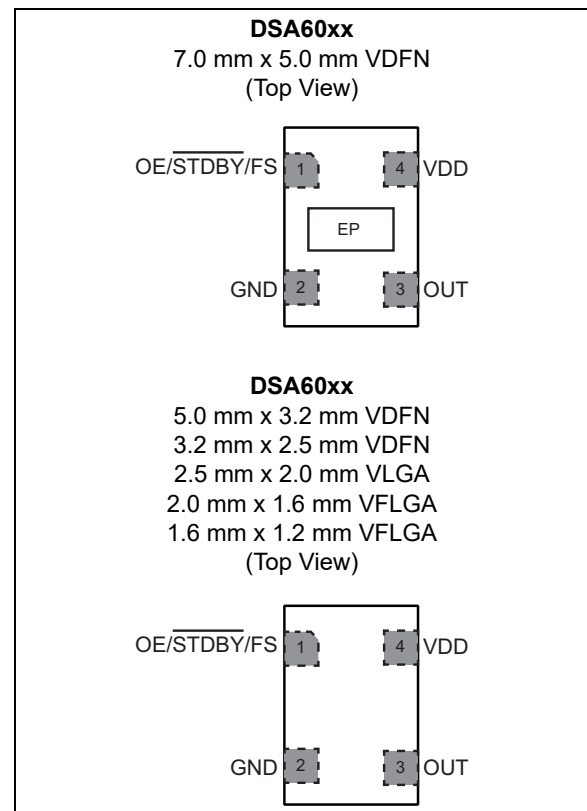 DSA60xx
7.0 mm x 5.0 mm VDFN
(Top View)
OE/STDBY/FS 1 4 VDD
EP
GND 2 3 OUT
DSA60xx
5.0 mm x 3.2 mm VDFN
3.2 mm x 2.5 mm VDFN
2.5 mm x 2.0 mm VLGA
2.0 mm x 1.6 mm VFLGA
1.6 mm x 1.2 mm VFLGA
(Top View)
OE/STDBY/FS 1 4 VDD
GND 2 3 OUT